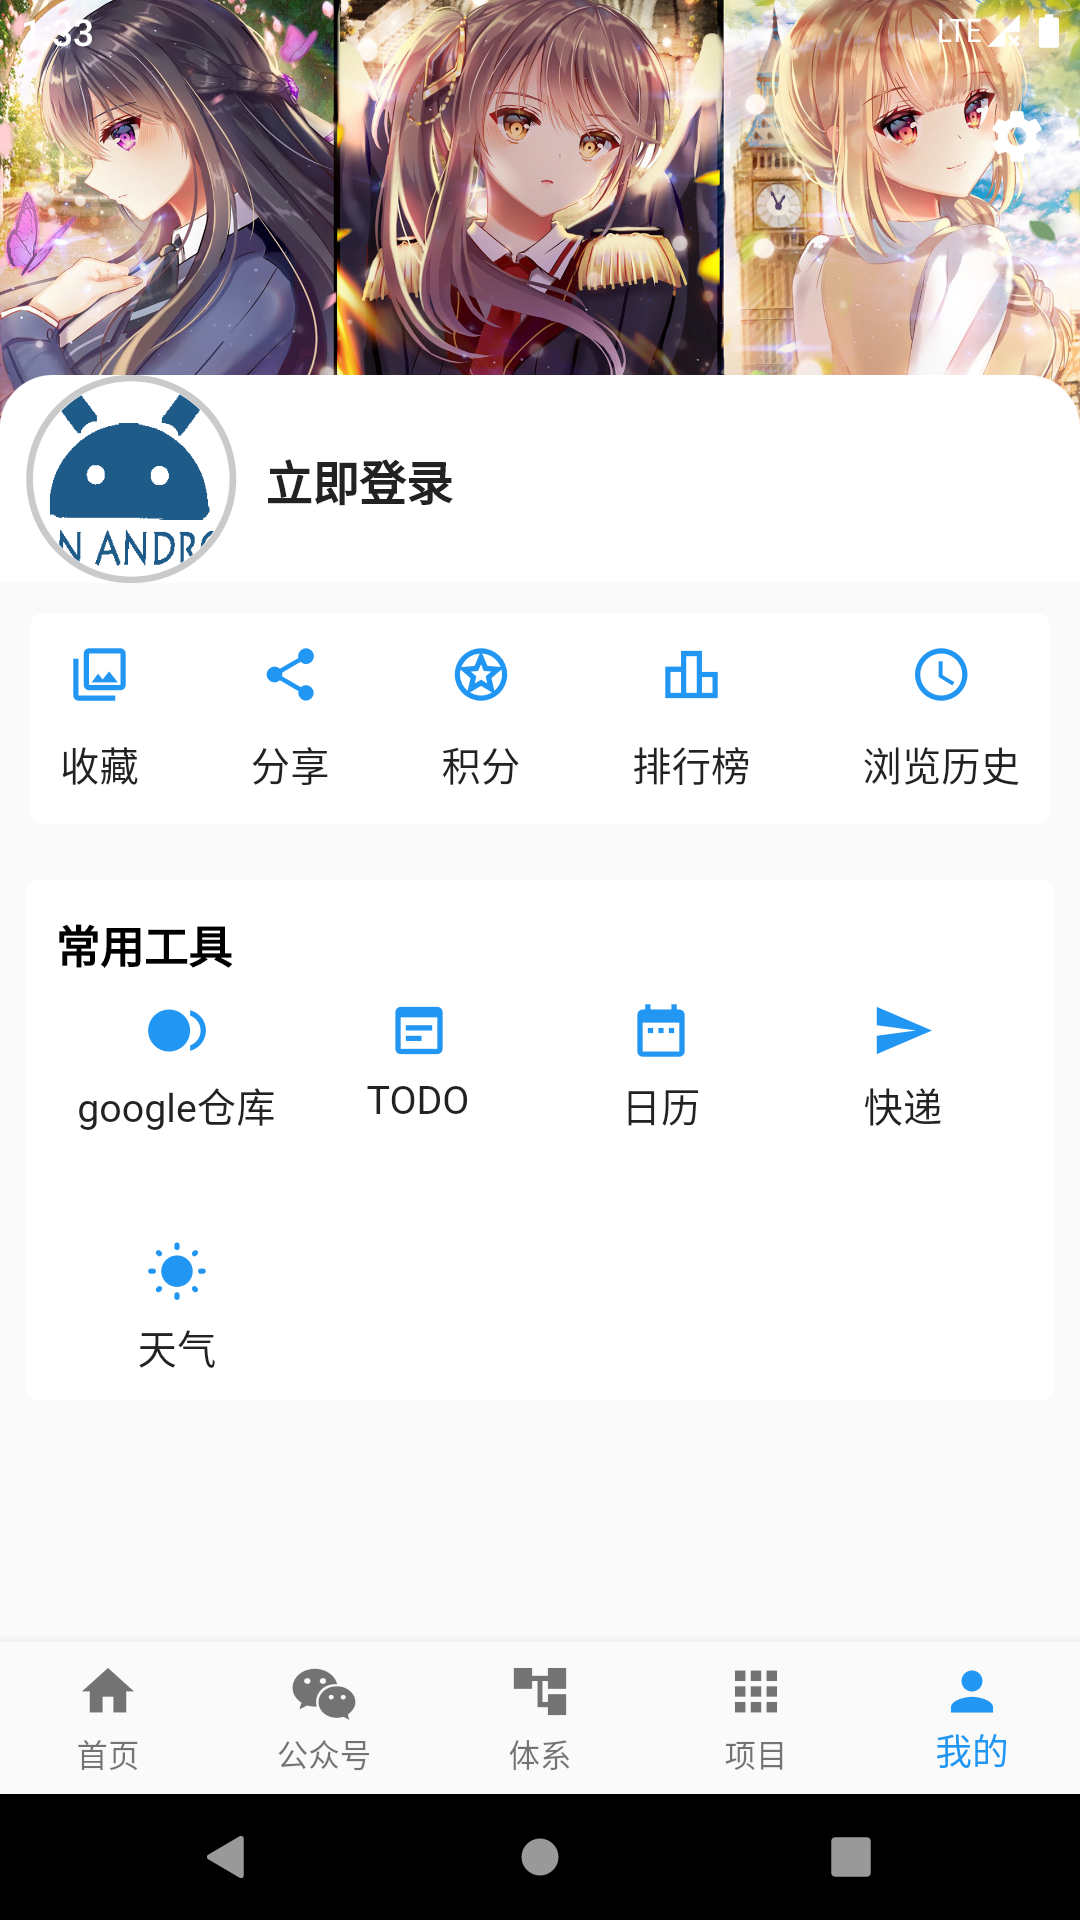 LTE
N ANDR
立即登录
收藏
分享
积分
排行榜
浏览历史
常用工具
google仓库
TODO
日历
快递
天气
首页
公众号
体系
项目
我的